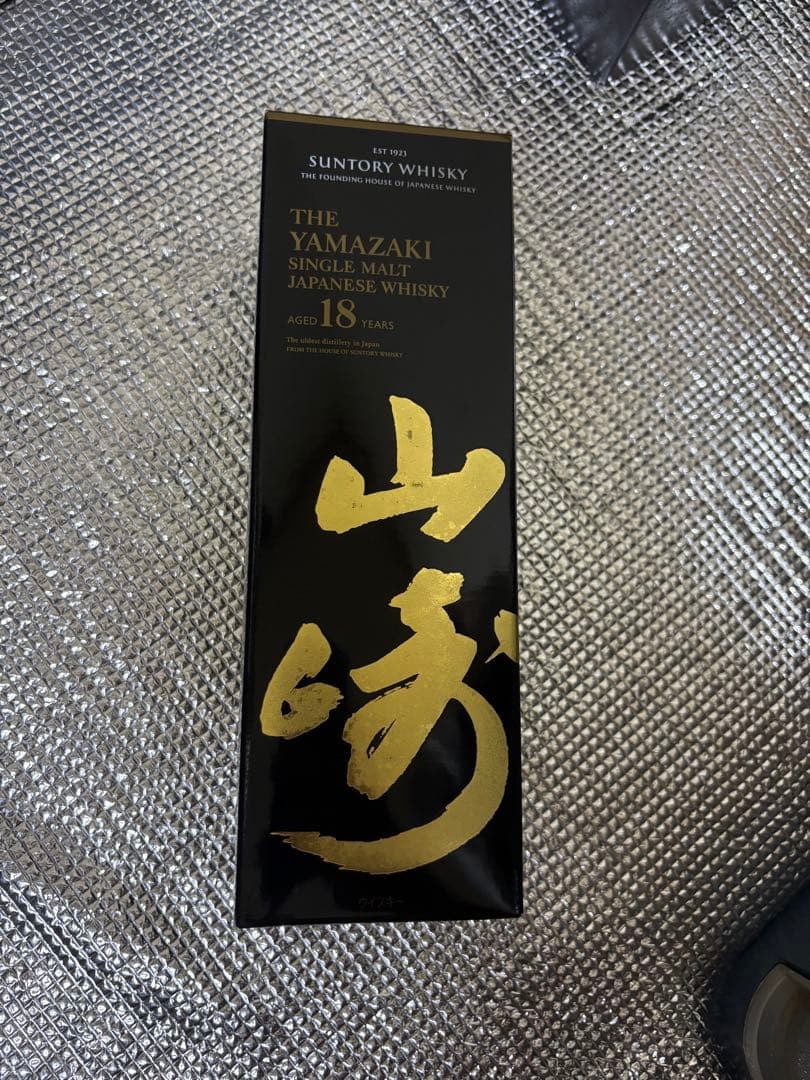 EST 1923
SUNTORY WHISKY
THE FOUNDING HOUSE OF JAPANESE WHISKY
THE
YAMAZAKI
SINGLE MALT
JAPANESE WHISKY
AGED 18 YEARS
The oldest distillery in Japan
FROM THE HOUSE OF SUNTORY WHISKY
山
崎
ウイスキー